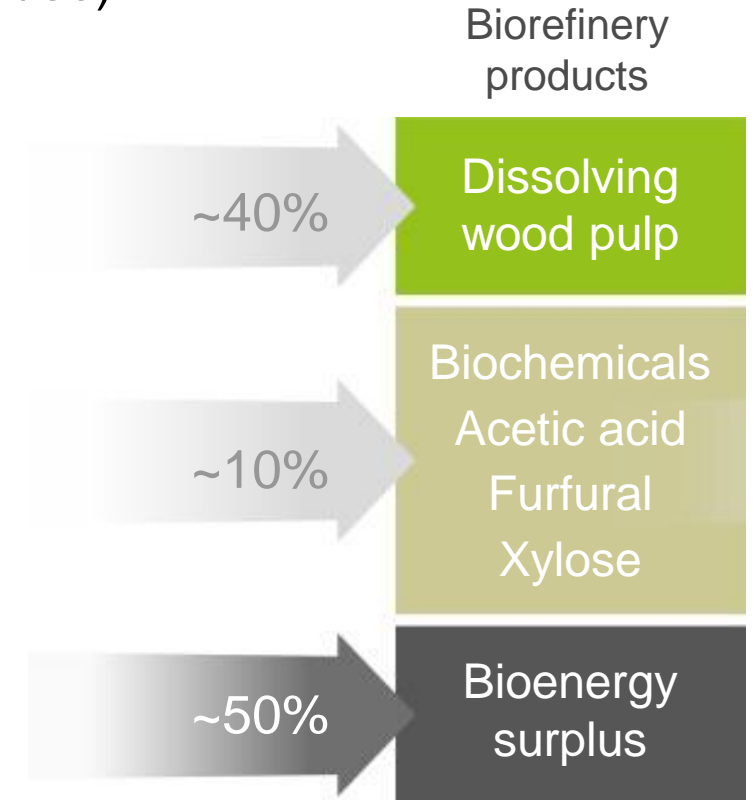 Biorefinery
products
~40%
Dissolving
wood pulp
~10%
Biochemicals
Acetic acid
Furfural
Xylose
~50%
Bioenergy
surplus